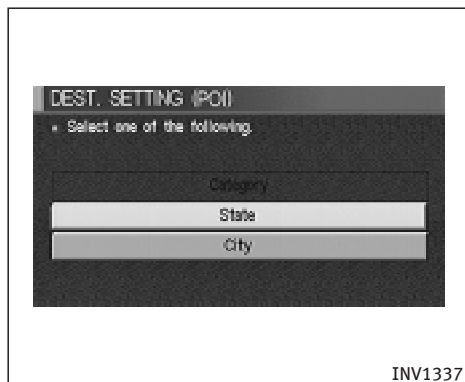 DEST. SETTING (POI)
Select one of the following.
Category
State
City
INV1337